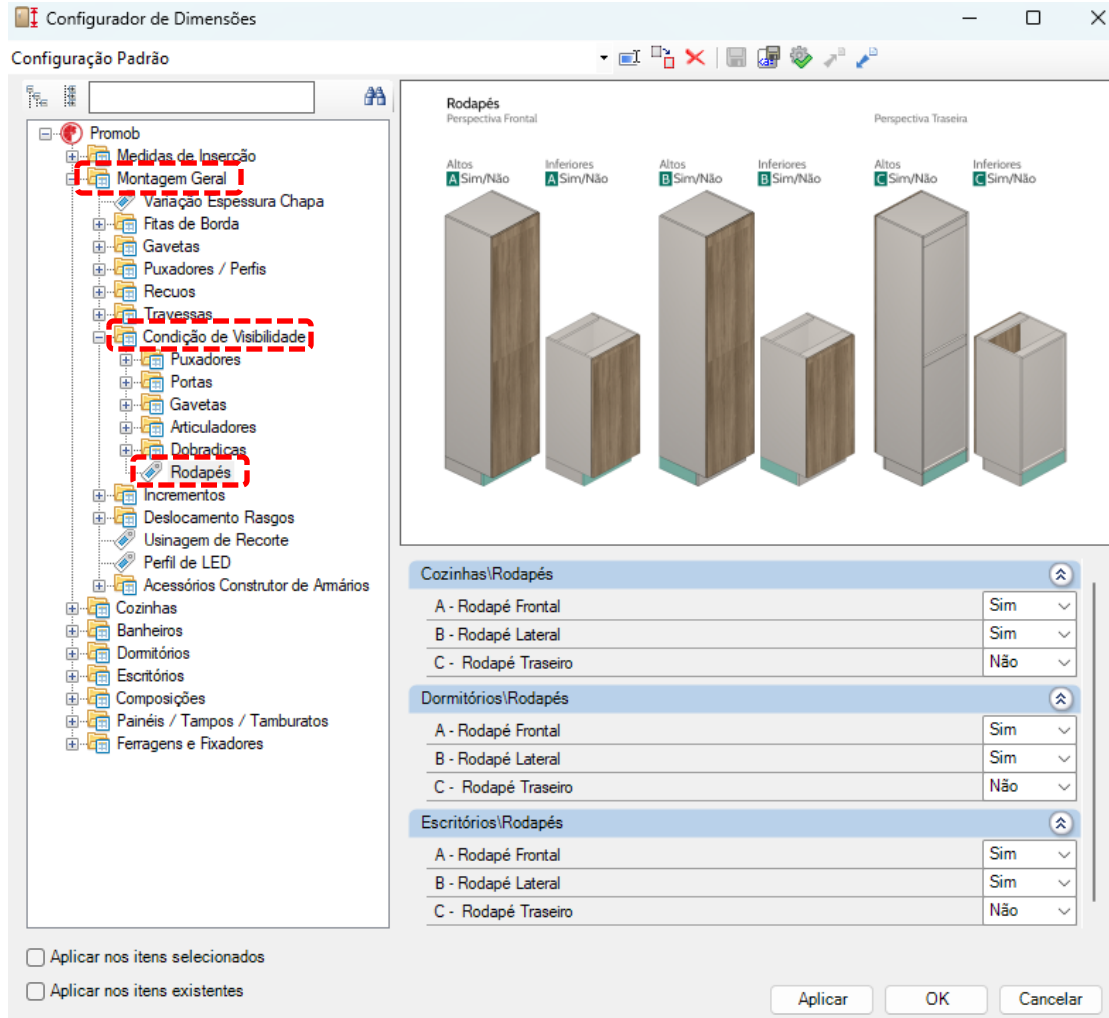 Configurador de Dimensões
Configuração Padrão
Promob
Medidas de Inserção
Montagem Geral
Variação Espessura Chapa
Fitas de Borda
Gavetas
Puxadores / Perfis
Recuos
Travessas
Condição de Visibilidade
Puxadores
Portas
Gavetas
Articuladores
Dobradiças
Rodapés
Incrementos
Deslocamento Rasgos
Usinagem de Recorte
Perfil de LED
Acessórios Construtor de Armários
Cozinhas
Banheiros
Dormitórios
Escritórios
Composições
Painéis / Tampos / Tamburatos
Ferragens e Fixadores
Rodapés
Perspectiva Frontal
Perspectiva Traseira
Altos Inferiores Altos Inferiores Altos Inferiores
A Sim/Não A Sim/Não B Sim/Não B Sim/Não C Sim/Não C Sim/Não
Cozinhas\Rodapés
A - Rodapé Frontal Sim
B - Rodapé Lateral Sim
C - Rodapé Traseiro Não
Dormitórios\Rodapés
A - Rodapé Frontal Sim
B - Rodapé Lateral Sim
C - Rodapé Traseiro Não
Escritórios\Rodapés
A - Rodapé Frontal Sim
B - Rodapé Lateral Sim
C - Rodapé Traseiro Não
Aplicar nos itens selecionados
Aplicar nos itens existentes
Aplicar OK Cancelar